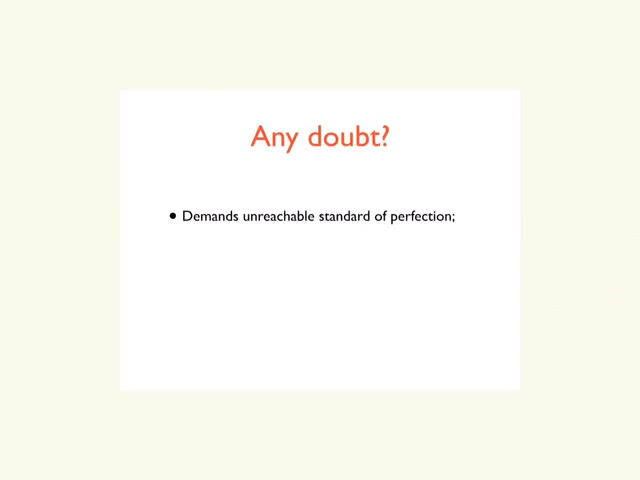 Any doubt?
• Demands unreachable standard of perfection;